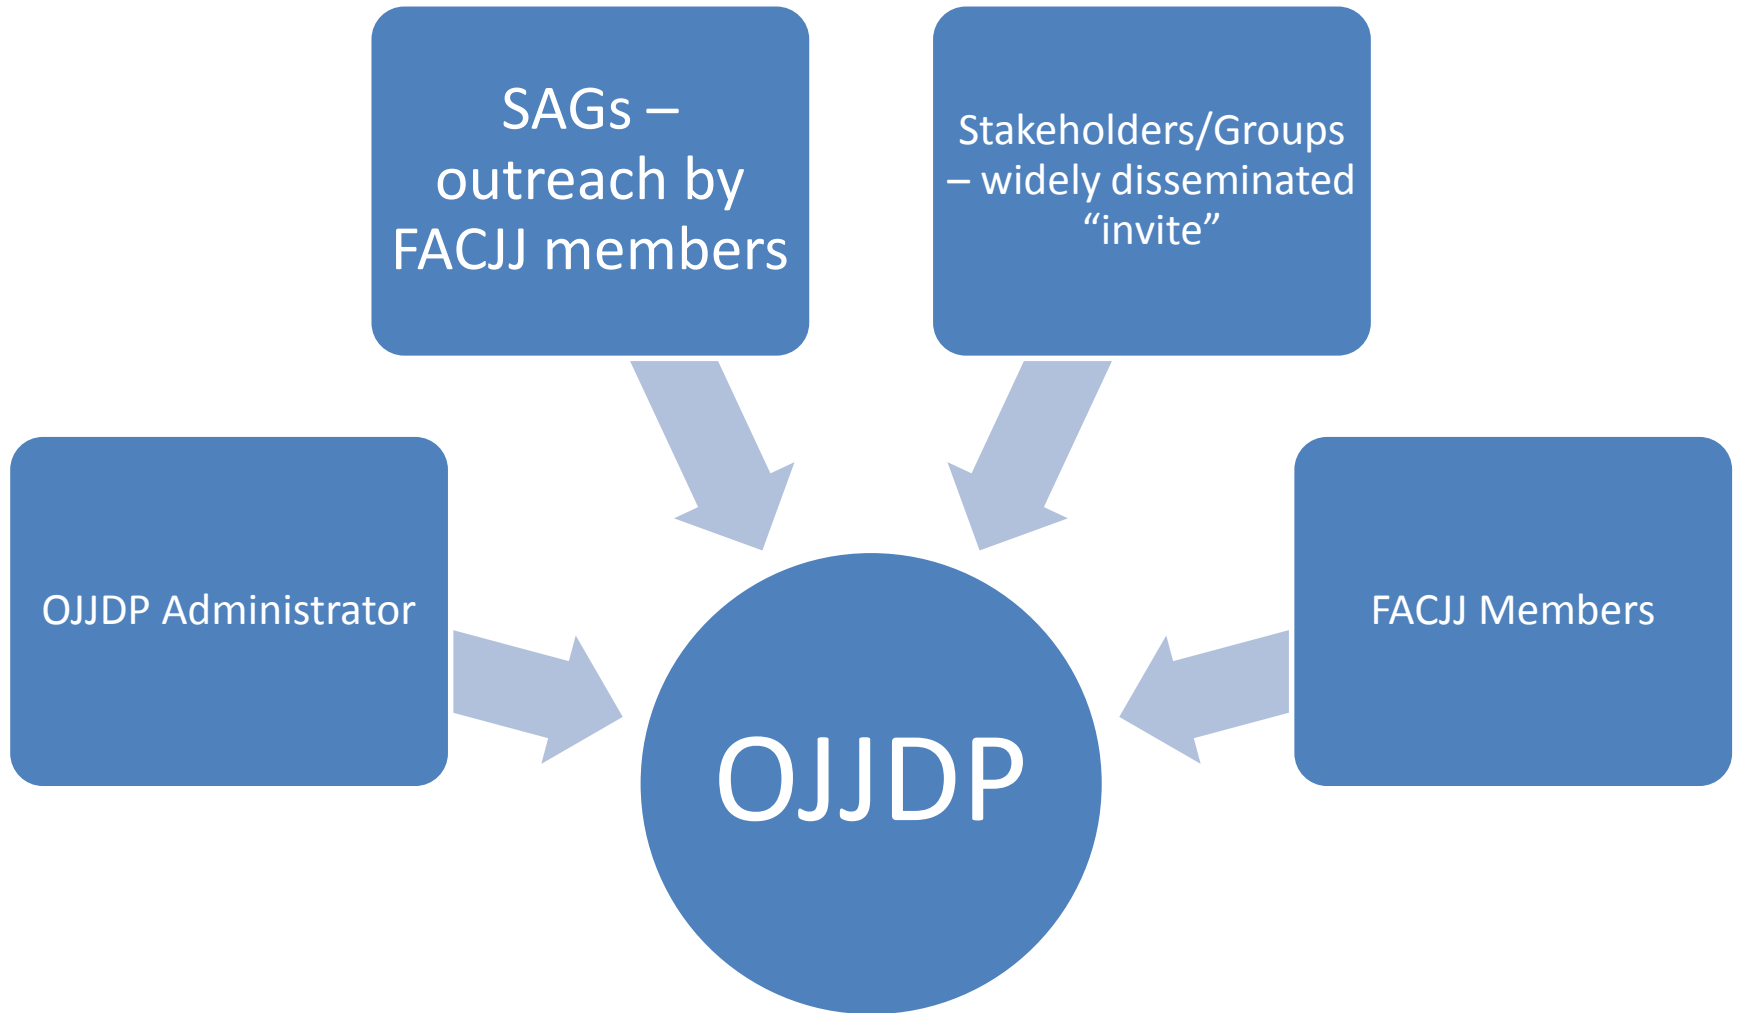 SAGs –
outreach by
FACJJ members
Stakeholders/Groups
– widely disseminated
“invite”
OJJDP Administrator
FACJJ Members
OJJDP